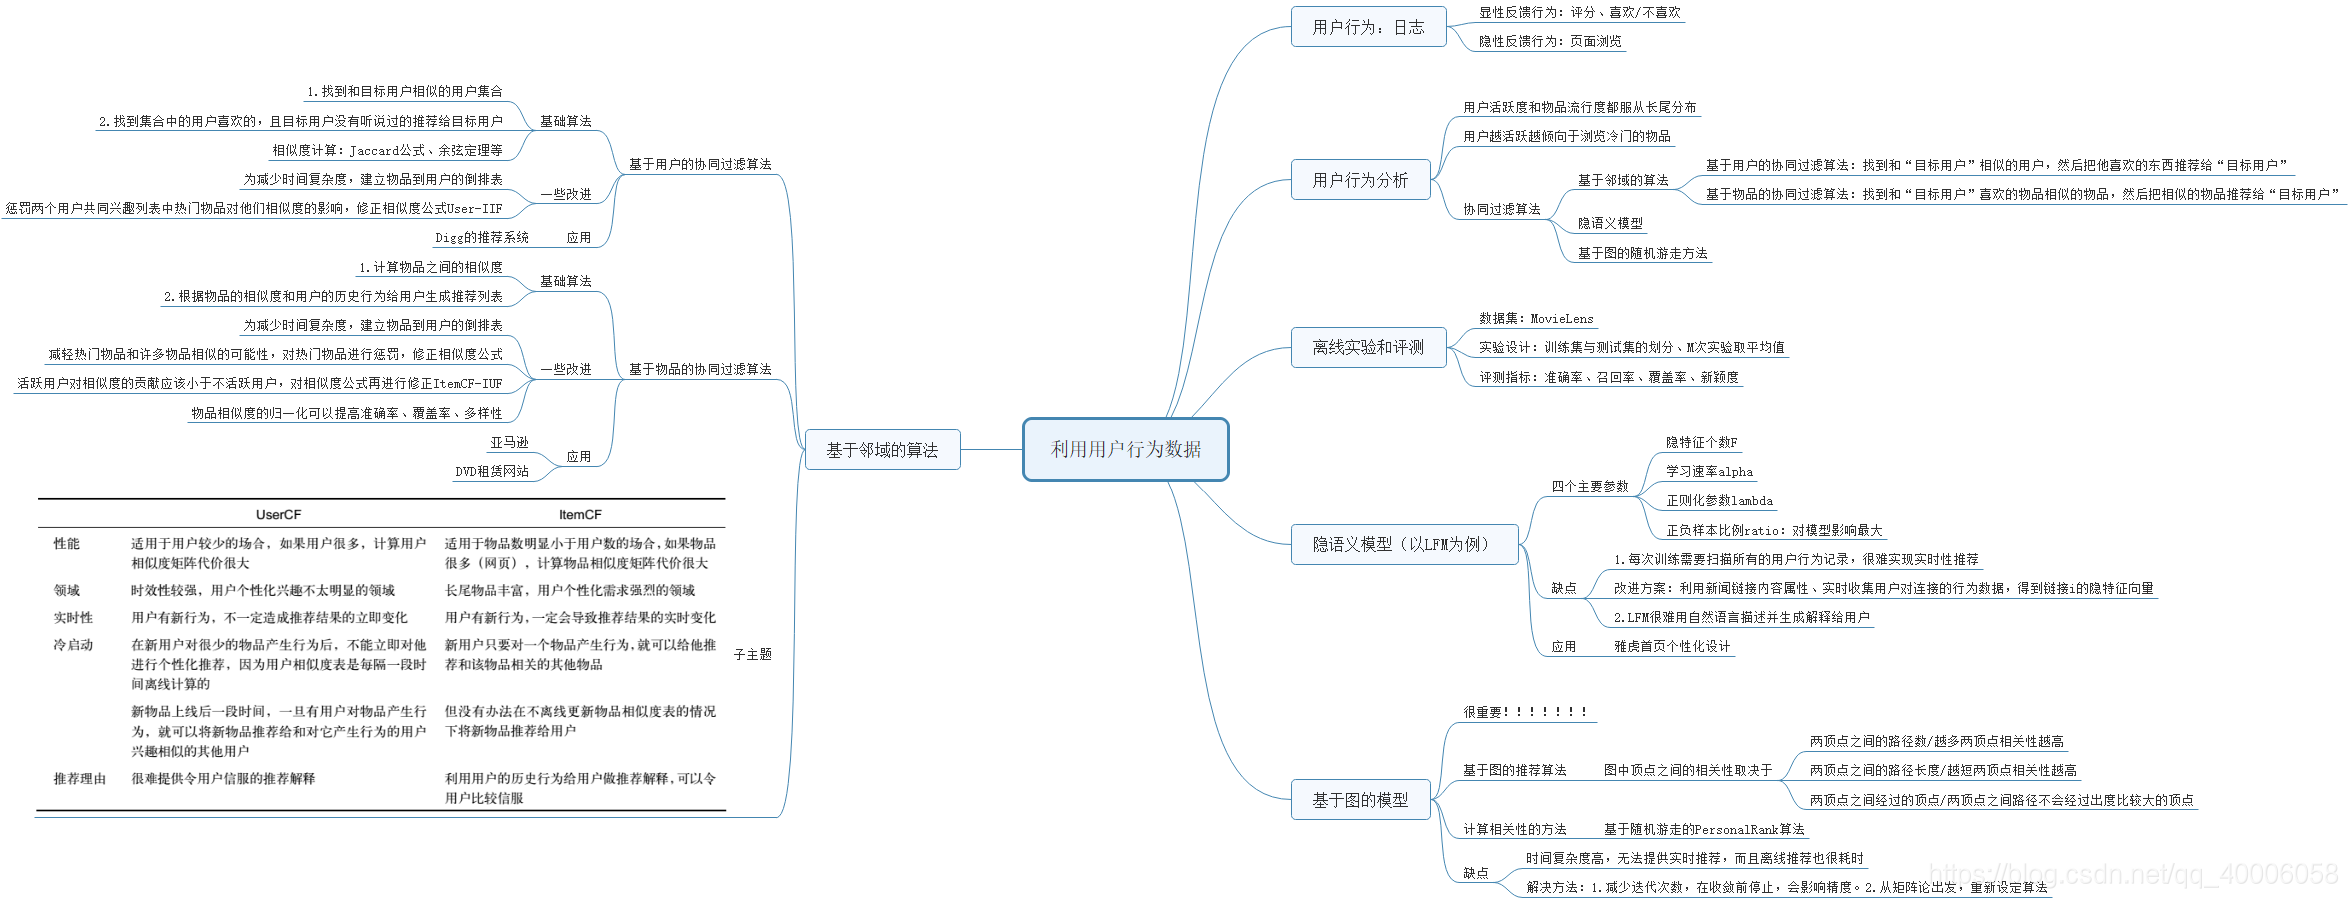 利用用户行为数据
用户行为：日志
显性反馈行为：评分、喜欢/不喜欢
隐性反馈行为：页面浏览
用户行为分析
用户活跃度和物品流行度都服从长尾分布
用户越活跃越倾向于浏览冷门的物品
协同过滤算法
基于邻域的算法
基于用户的协同过滤算法：找到和“目标用户”相似的用户，然后把他喜欢的东西推荐给“目标用户”
基于物品的协同过滤算法：找到和“目标用户”喜欢的物品相似的物品，然后把相似的物品推荐给“目标用户”
隐语义模型
基于图的随机游走方法
离线实验和评测
数据集：MovieLens
实验设计：训练集与测试集的划分、M次实验取平均值
评测指标：准确率、召回率、覆盖率、新颖度
隐语义模型（以LFM为例）
四个主要参数
隐特征个数F
学习速率alpha
正则化参数lambda
正负样本比例ratio：对模型影响最大
缺点
1.每次训练需要扫描所有的用户行为记录，很难实现实时性推荐
改进方案：利用新闻链接内容属性、实时收集用户对连接的行为数据，得到链接i的隐特征向量
2.LFM很难用自然语言描述并生成解释给用户
应用
雅虎首页个性化设计
基于图的模型
很重要！！！！！！！
基于图的推荐算法
图中顶点之间的相关性取决于
两顶点之间的路径数/越多两顶点相关性越高
两顶点之间的路径长度/越短两顶点相关性越高
两顶点之间经过的顶点/两顶点之间路径不会经过出度比较大的顶点
计算相关性的方法
基于随机游走的PersonalRank算法
缺点
时间复杂度高，无法提供实时推荐，而且离线推荐也很耗时
解决方法：1.减少迭代次数，在收敛前停止，会影响精度。2.从矩阵论出发，重新设定算法
基于邻域的算法
基于用户的协同过滤算法
基础算法
1.找到和目标用户相似的用户集合
2.找到集合中的用户喜欢的，且目标用户没有听说过的推荐给目标用户
相似度计算：Jaccard公式、余弦定理等
一些改进
为减少时间复杂度，建立物品到用户的倒排表
惩罚两个用户共同兴趣列表中热门物品对他们相似度的影响，修正相似度公式User-IIF
应用
Digg的推荐系统
基于物品的协同过滤算法
基础算法
1.计算物品之间的相似度
2.根据物品的相似度和用户的历史行为给用户生成推荐列表
一些改进
为减少时间复杂度，建立物品到用户的倒排表
减轻热门物品和许多物品相似的可能性，对热门物品进行惩罚，修正相似度公式
活跃用户对相似度的贡献应该小于不活跃用户，对相似度公式再进行修正ItemCF-IUF
物品相似度的归一化可以提高准确率、覆盖率、多样性
应用
亚马逊
DVD租赁网站
子主题
UserCF ItemCF
性能
适用于用户较少的场合，如果用户很多，计算用户
相似度矩阵代价很大
适用于物品数明显小于用户数的场合，如果物品
很多（网页），计算物品相似度矩阵代价很大
领域
时效性较强，用户个性化兴趣不太明显的领域
长尾物品丰富，用户个性化需求强烈的领域
实时性
用户有新行为，不一定造成推荐结果的立即变化
用户有新行为，一定会导致推荐结果的实时变化
冷启动
在新用户对很少的物品产生行为后，不能立即对他
进行个性化推荐，因为用户相似度表是每隔一段时
间离线计算的
新用户只要对一个物品产生行为，就可以给他推
荐和该物品相关的其他物品
新物品上线后一段时间，一旦有用户对物品产生行
为，就可以将新物品推荐给和对它产生行为的用户
兴趣相似的其他用户
但没有办法在不离线更新物品相似度表的情况
下将新物品推荐给用户
推荐理由
很难提供令用户信服的推荐解释
利用用户的历史行为给用户做推荐解释，可以令
用户比较信服
https://blog.csdn.net/qq_40006058